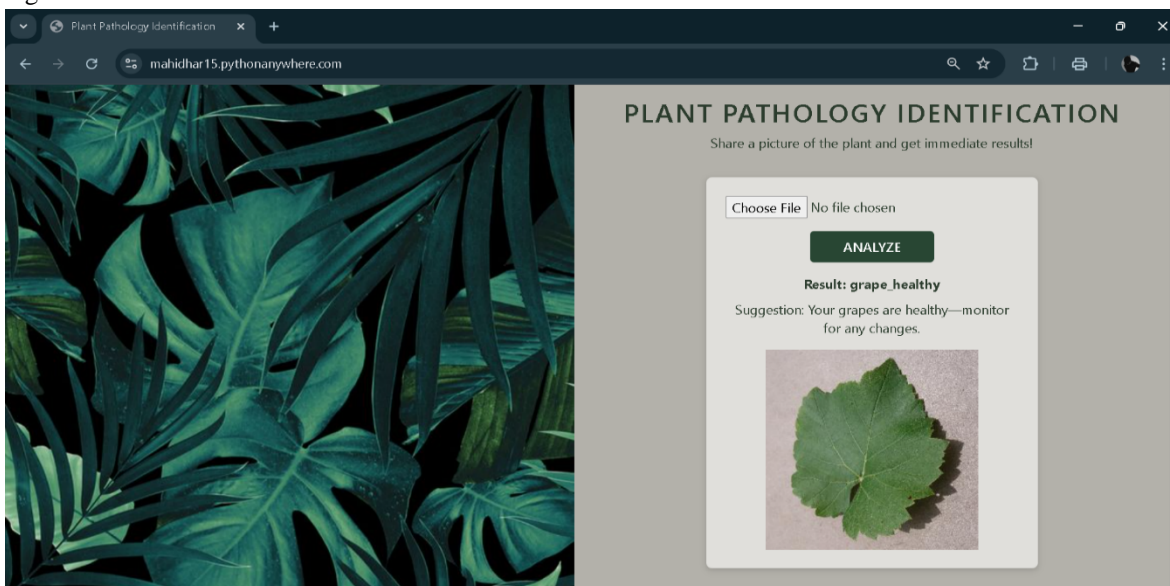 Plant Pathology Identification
mahidhar15.pythonanywhere.com
PLANT PATHOLOGY IDENTIFICATION
Share a picture of the plant and get immediate results!
Choose File No file chosen
ANALYZE
Result: grape_healthy
Suggestion: Your grapes are healthy—monitor
for any changes.